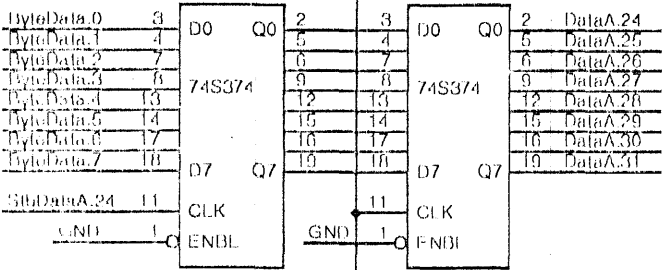 ByteData.0 3 D0 Q0 2 3 D0 Q0 2 DataA.24
ByteData.1 4 5 4 5 DataA.25
ByteData.2 7 6 7 6 DataA.26
ByteData.3 8 74S374 9 8 74S374 9 DataA.27
ByteData.4 13 12 13 12 DataA.28
ByteData.5 14 15 14 15 DataA.29
ByteData.6 17 16 17 16 DataA.30
ByteData.7 18 D7 Q7 19 18 D7 Q7 19 DataA.31
StbDataA.24 11 CLK 11 CLK
GND 1 ENBL GND 1 ENBL